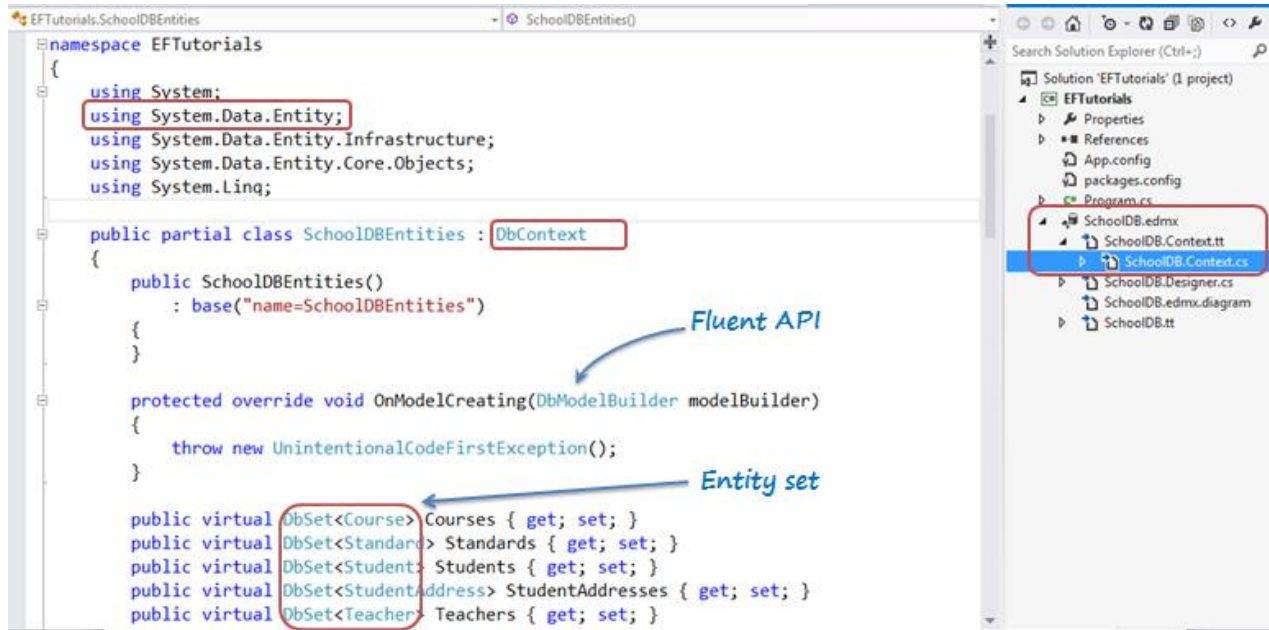 EFTutorials.SchoolDBEntities
SchoolDBEntities()
namespace EFTutorials
{
using System;
using System.Data.Entity;
using System.Data.Entity.Infrastructure;
using System.Data.Entity.Core.Objects;
using System.Linq;
public partial class SchoolDBEntities : DbContext
{
public SchoolDBEntities()
: base("name=SchoolDBEntities")
{
}
Fluent API
protected override void OnModelCreating(DbModelBuilder modelBuilder)
{
throw new UnintentionalCodeFirstException();
}
Entity set
public virtual DbSet<Course> Courses { get; set; }
public virtual DbSet<Standard> Standards { get; set; }
public virtual DbSet<Student> Students { get; set; }
public virtual DbSet<StudentAddress> StudentAddresses { get; set; }
public virtual DbSet<Teacher> Teachers { get; set; }
Search Solution Explorer (Ctrl+;)
Solution 'EFTutorials' (1 project)
C# EFTutorials
Properties
References
App.config
packages.config
C# Program.cs
SchoolDB.edmx
SchoolDB.Context.tt
SchoolDB.Context.cs
SchoolDB.Designer.cs
SchoolDB.edmx.diagram
SchoolDB.tt